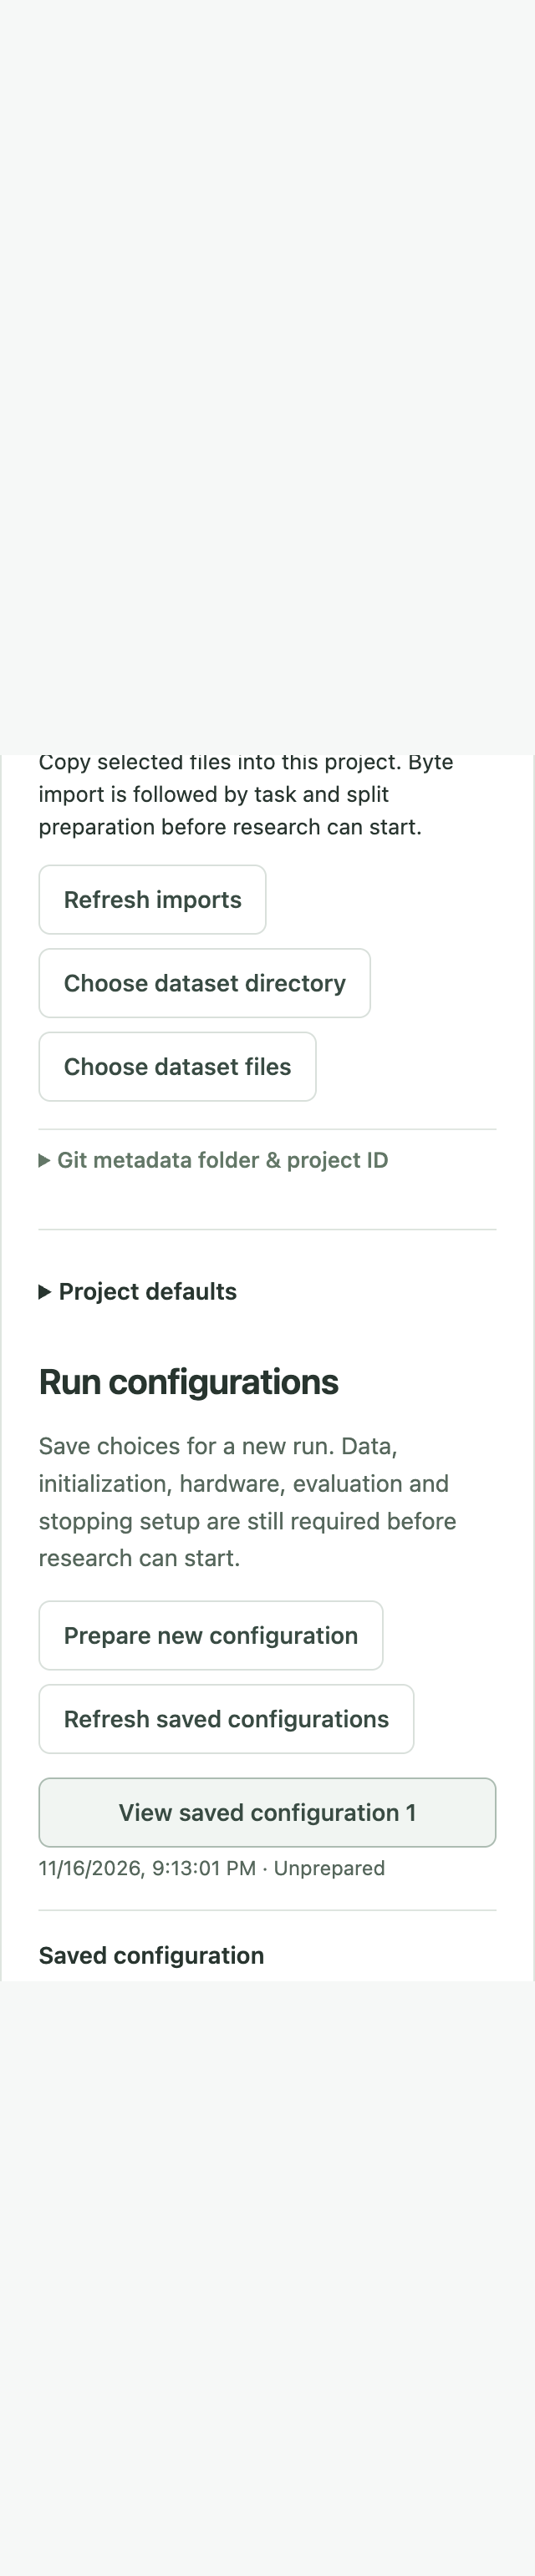 Copy selected files into this project. Byte
import is followed by task and split
preparation before research can start.
Refresh imports
Choose dataset directory
Choose dataset files
Git metadata folder & project ID
Project defaults
Run configurations
Save choices for a new run. Data,
initialization, hardware, evaluation and
stopping setup are still required before
research can start.
Prepare new configuration
Refresh saved configurations
View saved configuration 1
11/16/2026, 9:13:01 PM · Unprepared
Saved configuration